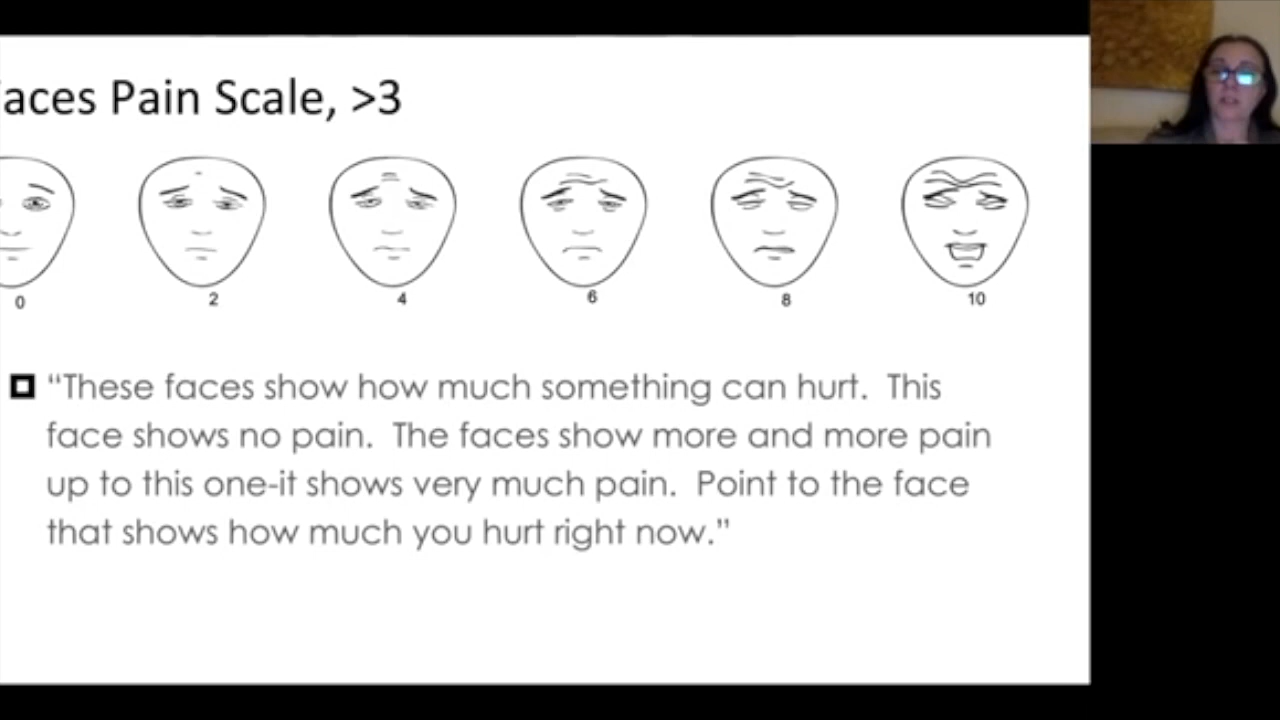 aces Pain Scale, >3
0 2 4 6 8 10
“These faces show how much something can hurt. This
face shows no pain. The faces show more and more pain
up to this one-it shows very much pain. Point to the face
that shows how much you hurt right now.”